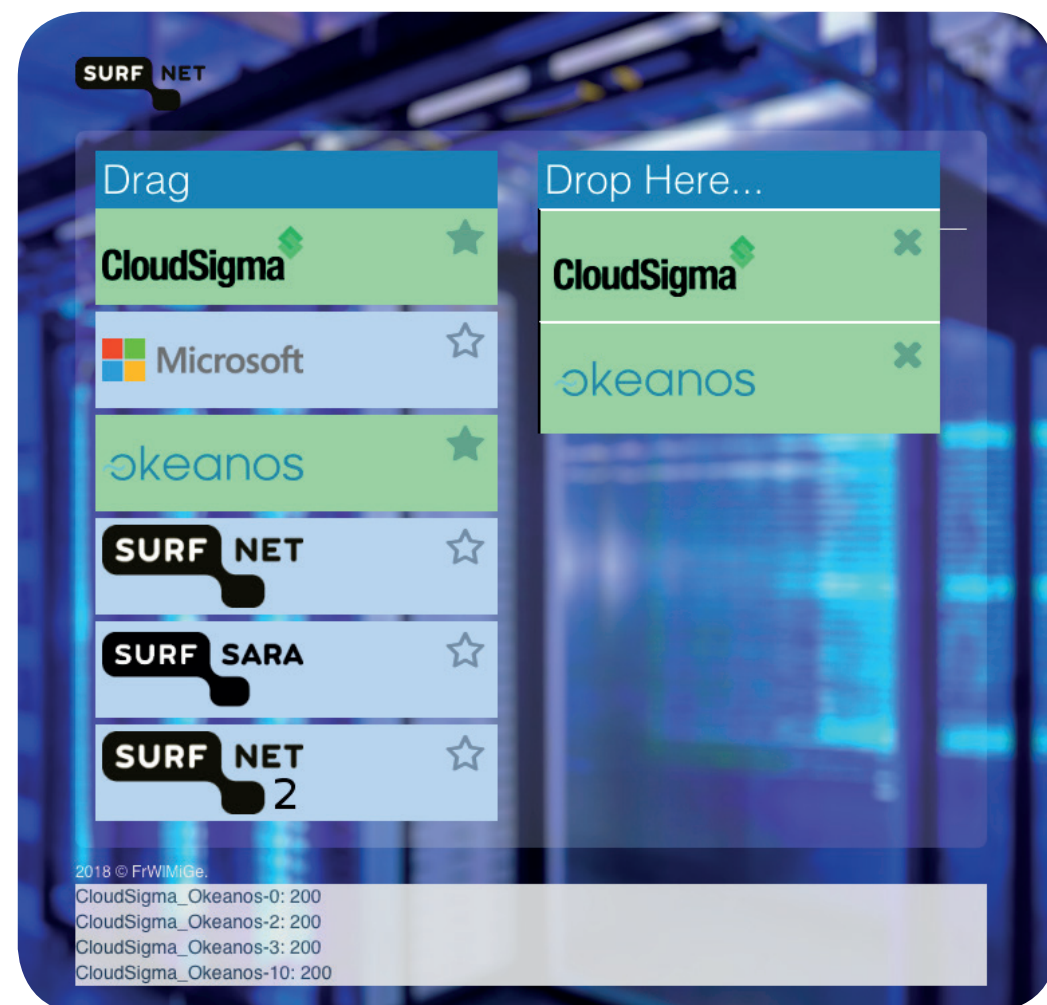 SURF NET
Drag
CloudSigma
Microsoft
okeanos
SURF NET
SURF SARA
SURF NET
2
Drop Here...
CloudSigma
okeanos
2018 © FrWIMiGe.
CloudSigma_Okeanos-0: 200
CloudSigma_Okeanos-2: 200
CloudSigma_Okeanos-3: 200
CloudSigma_Okeanos-10: 200